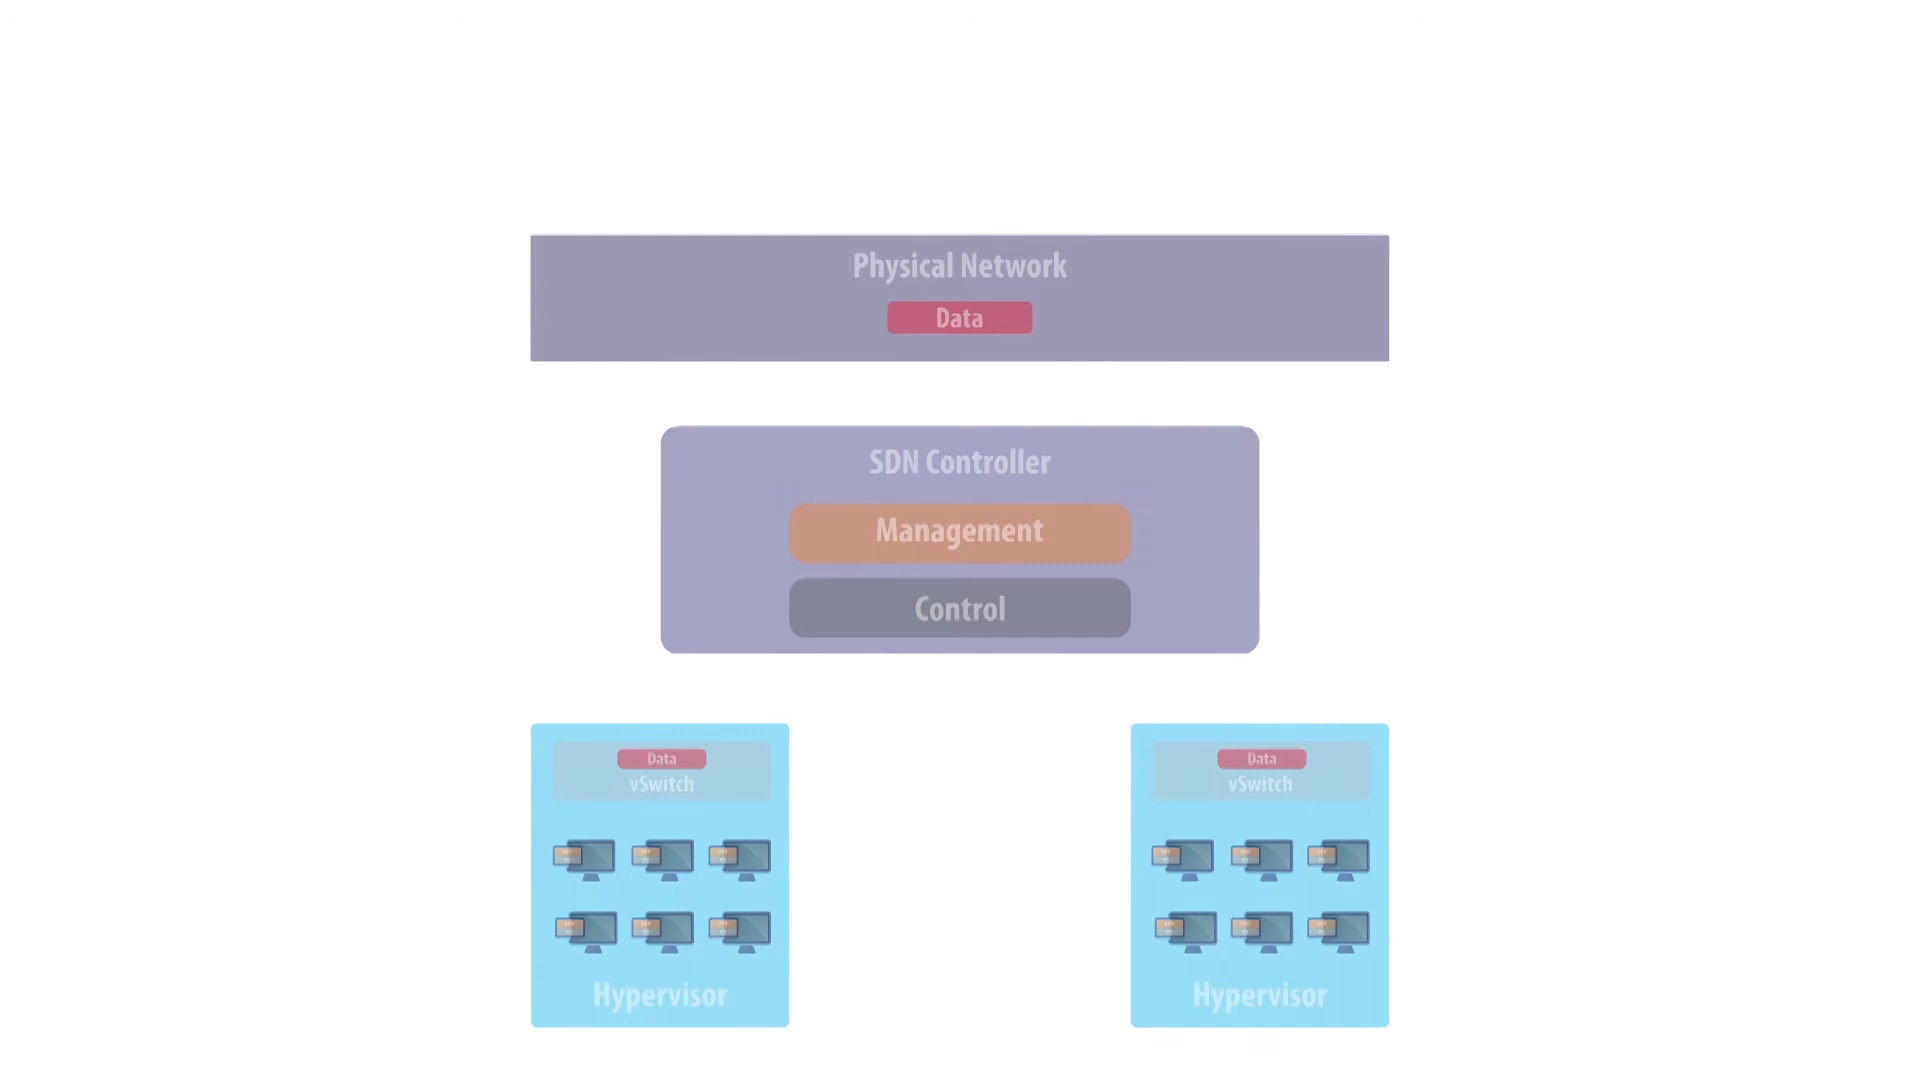 Physical Network
Data
SDN Controller
Management
Control
Data
vSwitch
Hypervisor
Data
vSwitch
Hypervisor